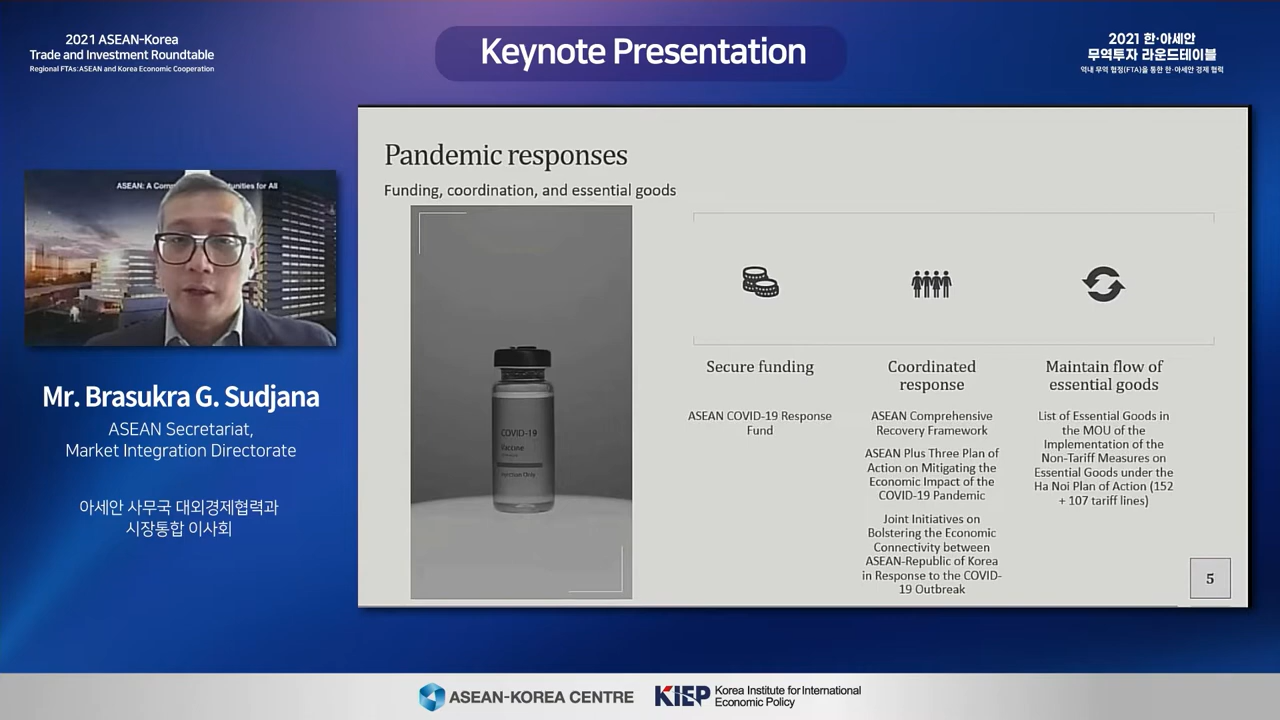 2021 ASEAN-Korea
Trade and Investment Roundtable
Regional FTAs: ASEAN and Korea Economic Cooperation
Keynote Presentation
2021 한·아세안
무역투자 라운드테이블
역내 무역 협정(FTA)을 통한 한·아세안 경제 협력
ASEAN: A
for All
Mr. Brasukra G. Sudjana
ASEAN Secretariat,
Market Integration Directorate
아세안 사무국 대외경제협력과
시장통합 이사회
Pandemic responses
Funding, coordination, and essential goods
COVID-19
Vaccine
Injection Only
Secure funding
ASEAN COVID-19 Response
Fund
Coordinated
response
ASEAN Comprehensive
Recovery Framework
ASEAN Plus Three Plan of
Action on Mitigating the
Economic Impact of the
COVID-19 Pandemic
Joint Initiatives on
Bolstering the Economic
Connectivity between
ASEAN-Republic of Korea
in Response to the COVID-
19 Outbreak
Maintain flow of
essential goods
List of Essential Goods in
the MOU of the
Implementation of the
Non-Tariff Measures on
Essential Goods under the
Ha Noi Plan of Action (152
+ 107 tariff lines)
5
ASEAN-KOREA CENTRE
KIEP
Korea Institute for International
Economic Policy